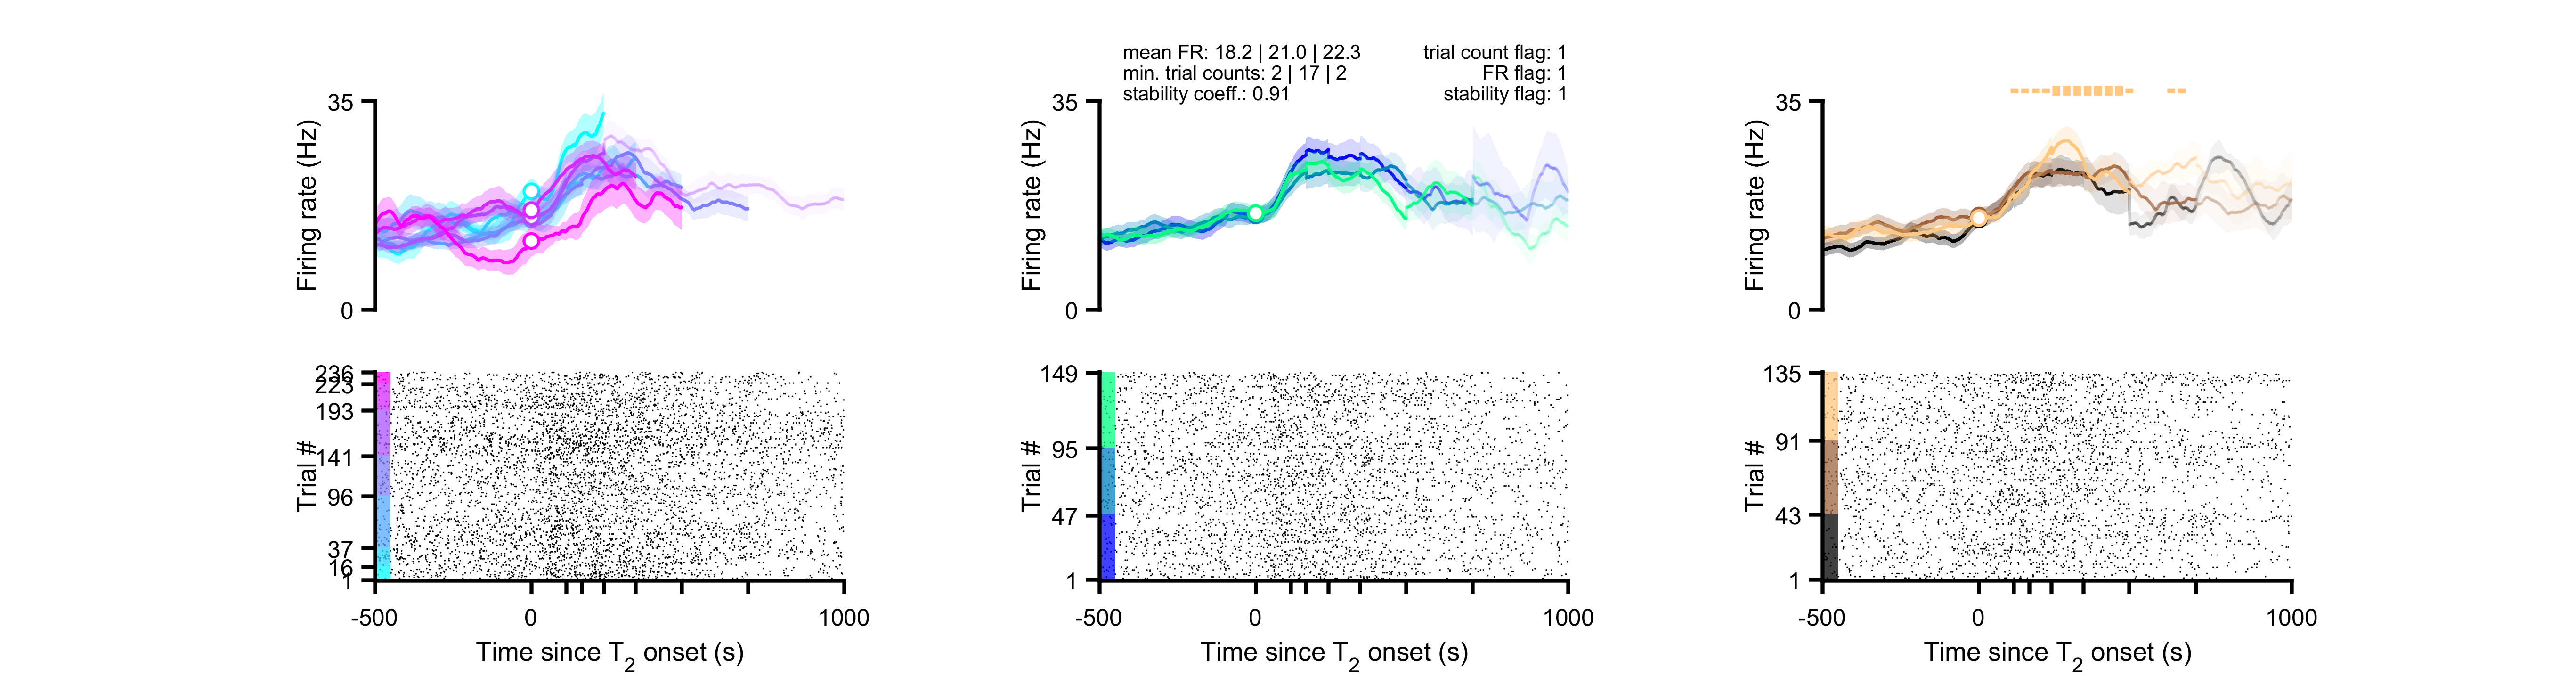 mean FR: 18.2 | 21.0 | 22.3
min. trial counts: 2 | 17 | 2
stability coeff.: 0.91
trial count flag: 1
FR flag: 1
stability flag: 1
35
Firing rate (Hz)
0
35
Firing rate (Hz)
0
35
Firing rate (Hz)
0
236
223
193
141
96
37
16
1
Trial #
-500
0
1000
Time since T2 onset (s)
149
95
47
1
Trial #
-500
0
1000
Time since T2 onset (s)
135
91
43
1
Trial #
-500
0
1000
Time since T2 onset (s)